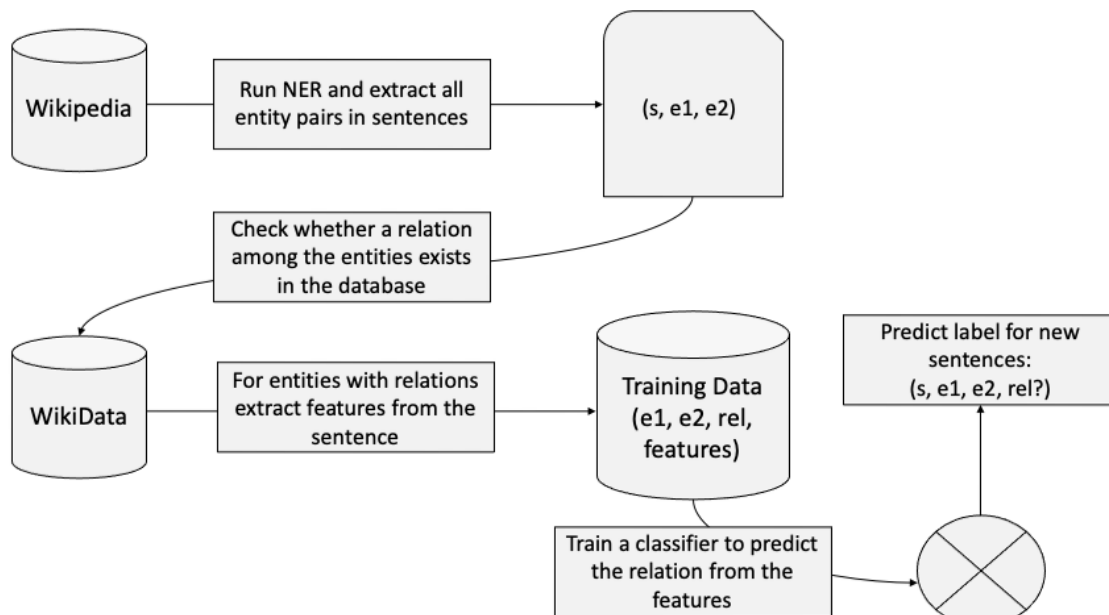 Wikipedia
Run NER and extract all
entity pairs in sentences
(s, e1, e2)
Check whether a relation
among the entities exists
in the database
WikiData
For entities with relations
extract features from the
sentence
Training Data
(e1, e2, rel,
features)
Predict label for new
sentences:
(s, e1, e2, rel?)
Train a classifier to predict
the relation from the
features